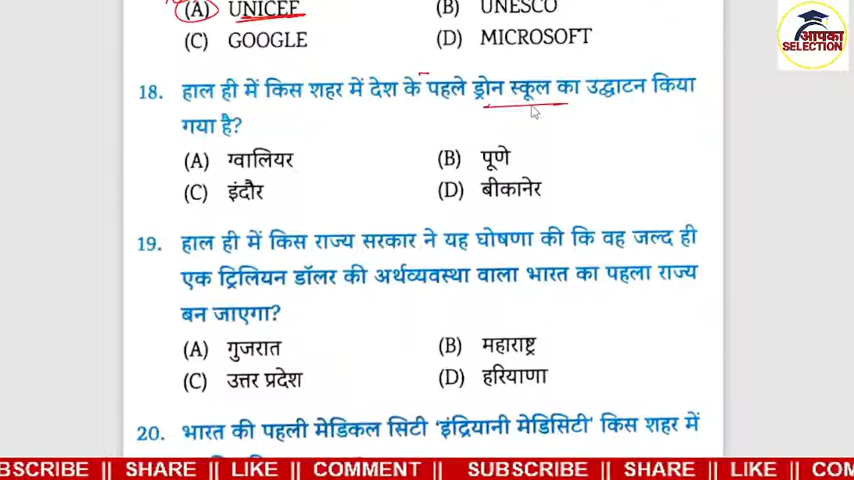 (A) UNICEF (B) UNESCO
(C) GOOGLE (D) MICROSOFT
आपका
SELECTION
18. हाल ही में किस शहर में देश के पहले ड्रोन स्कूल का उद्घाटन किया
गया है?
(A) ग्वालियर (B) पूणे
(C) इंदौर (D) बीकानेर
19. हाल ही में किस राज्य सरकार ने यह घोषणा की कि वह जल्द ही
एक ट्रिलियन डॉलर की अर्थव्यवस्था वाला भारत का पहला राज्य
बन जाएगा?
(A) गुजरात (B) महाराष्ट्र
(C) उत्तर प्रदेश (D) हरियाणा
20. भारत की पहली मेडिकल सिटी ‘इंद्रियानी मेडिसिटी’ किस शहर में
SCRIBE || SHARE || LIKE || COMMENT || SUBSCRIBE || SHARE || LIKE || COM